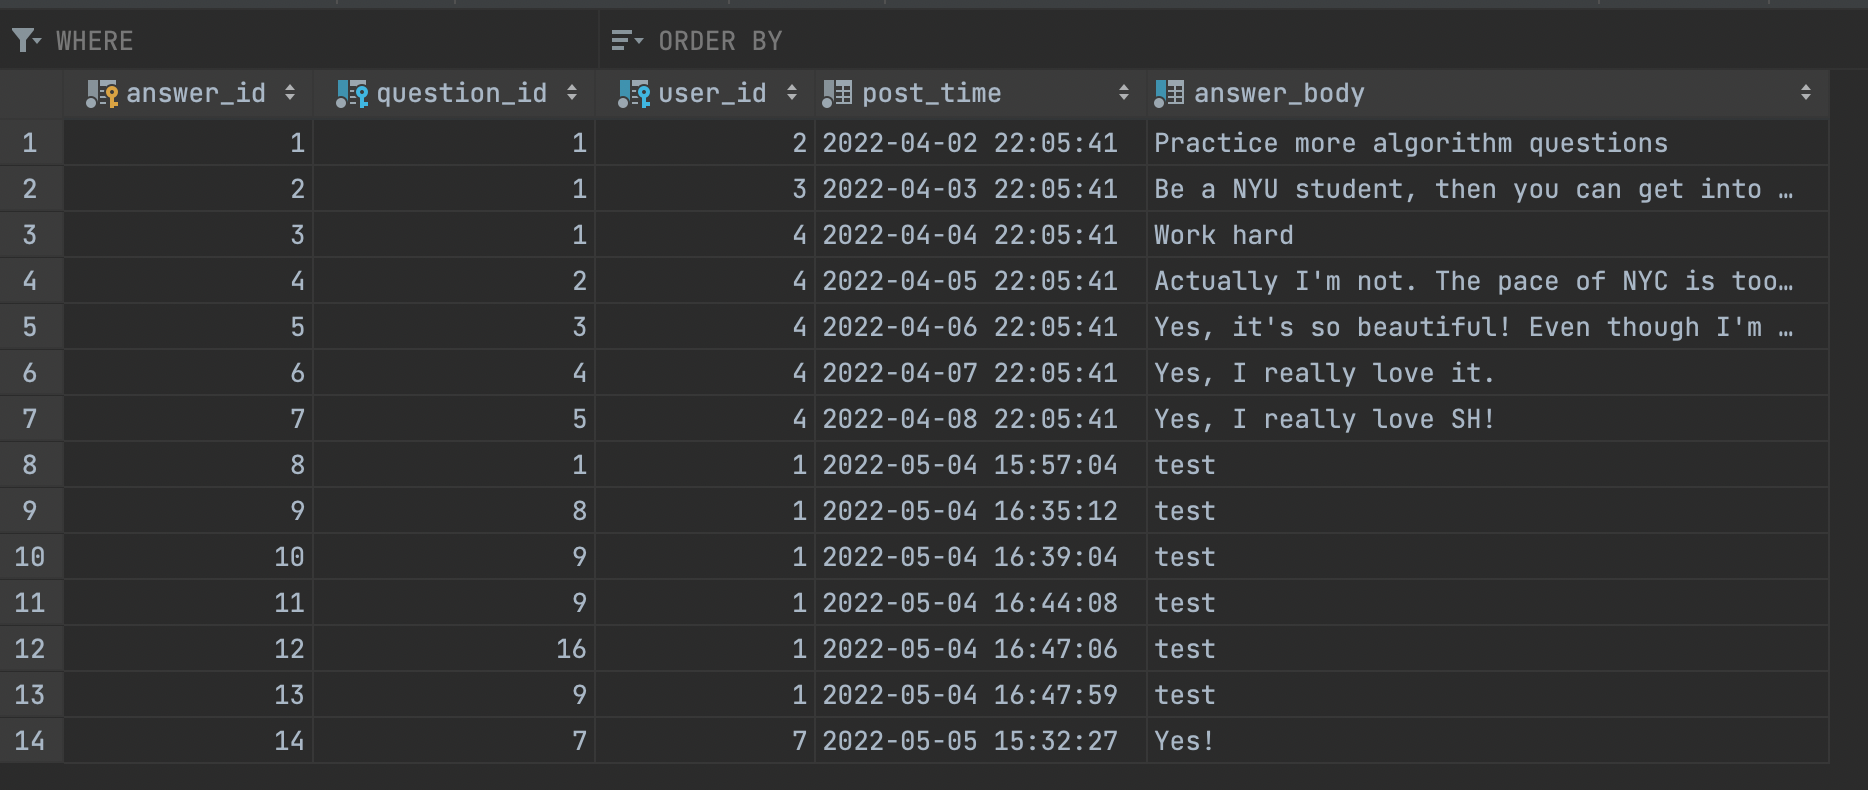 WHERE ORDER BY
answer_id question_id user_id post_time answer_body
1 1 1 2 2022-04-02 22:05:41 Practice more algorithm questions
2 2 1 3 2022-04-03 22:05:41 Be a NYU student, then you can get into …
3 3 1 4 2022-04-04 22:05:41 Work hard
4 4 2 4 2022-04-05 22:05:41 Actually I'm not. The pace of NYC is too…
5 5 3 4 2022-04-06 22:05:41 Yes, it's so beautiful! Even though I'm …
6 6 4 4 2022-04-07 22:05:41 Yes, I really love it.
7 7 5 4 2022-04-08 22:05:41 Yes, I really love SH!
8 8 1 1 2022-05-04 15:57:04 test
9 9 8 1 2022-05-04 16:35:12 test
10 10 9 1 2022-05-04 16:39:04 test
11 11 9 1 2022-05-04 16:44:08 test
12 12 16 1 2022-05-04 16:47:06 test
13 13 9 1 2022-05-04 16:47:59 test
14 14 7 7 2022-05-05 15:32:27 Yes!